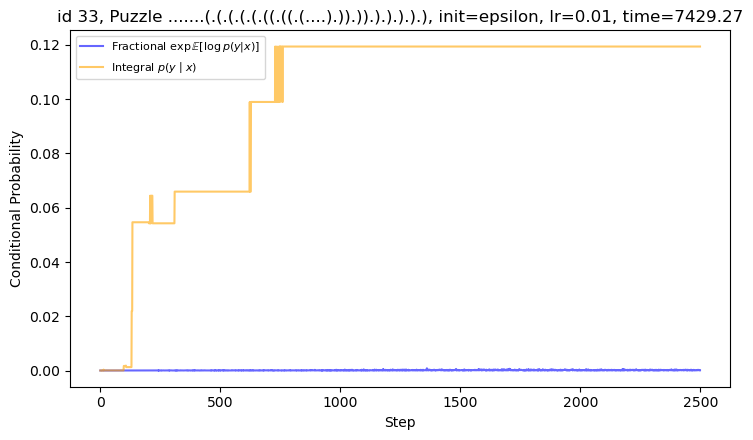 id 33, Puzzle .......(.(.(.(.(.((.((.(....).)).)).).).).).), init=epsilon, lr=0.01, time=7429.27
Fractional exp𝔼[log p(y|x)]
Integral p(y | x)
0.12
0.10
0.08
0.06
0.04
0.02
0.00
Conditional Probability
0
500
1000
1500
2000
2500
Step